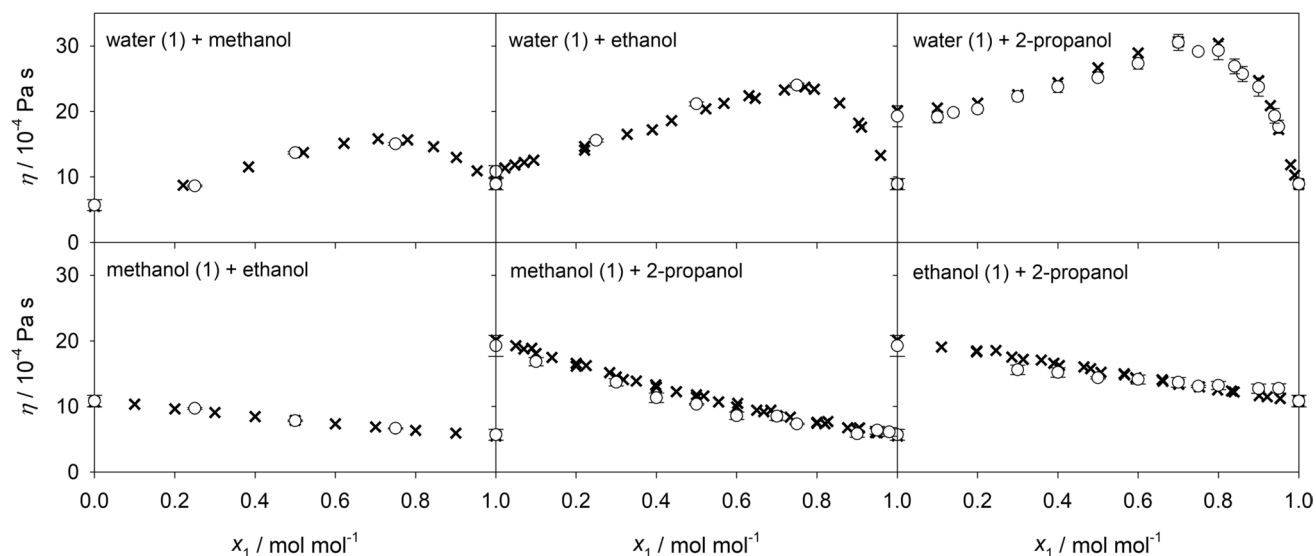 water (1) + methanol
water (1) + ethanol
water (1) + 2-propanol
30
20
10
0
η / 10⁻⁴ Pa s
methanol (1) + ethanol
methanol (1) + 2-propanol
ethanol (1) + 2-propanol
30
20
10
0
η / 10⁻⁴ Pa s
0.0 0.2 0.4 0.6 0.8 1.0 0.2 0.4 0.6 0.8 1.0 0.2 0.4 0.6 0.8 1.0
x₁ / mol mol⁻¹ x₁ / mol mol⁻¹ x₁ / mol mol⁻¹